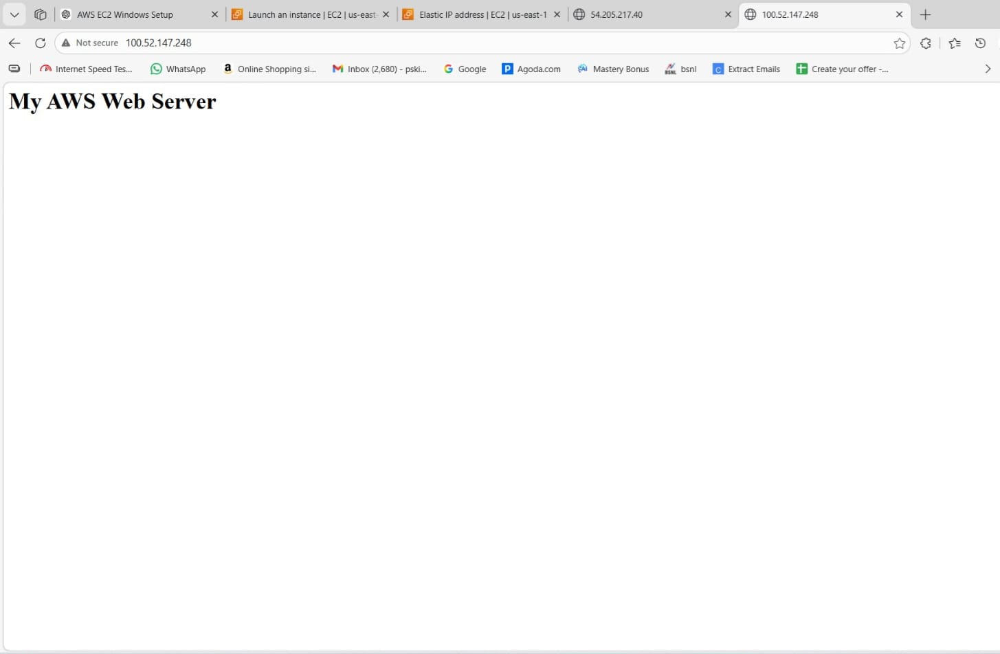 AWS EC2 Windows Setup
Launch an instance | EC2 | us-east-
Elastic IP address | EC2 | us-east-1
54.205.217.40
100.52.147.248
Not secure 100.52.147.248
Internet Speed Tes... WhatsApp Online Shopping si... Inbox (2,680) - pski... Google Agoda.com Mastery Bonus bsnl Extract Emails Create your offer -...
My AWS Web Server